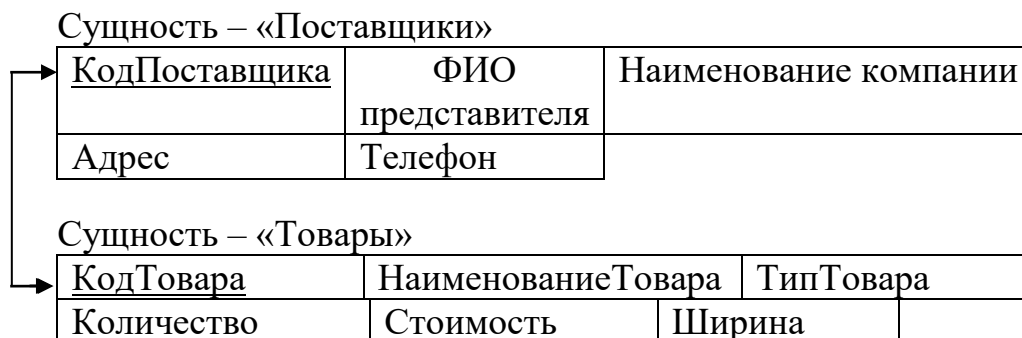 Сущность – «Поставщики»
КодПоставщика ФИО Наименование компании
представителя
Адрес Телефон
Сущность – «Товары»
КодТовара НаименованиеТовара ТипТовара
Количество Стоимость Ширина